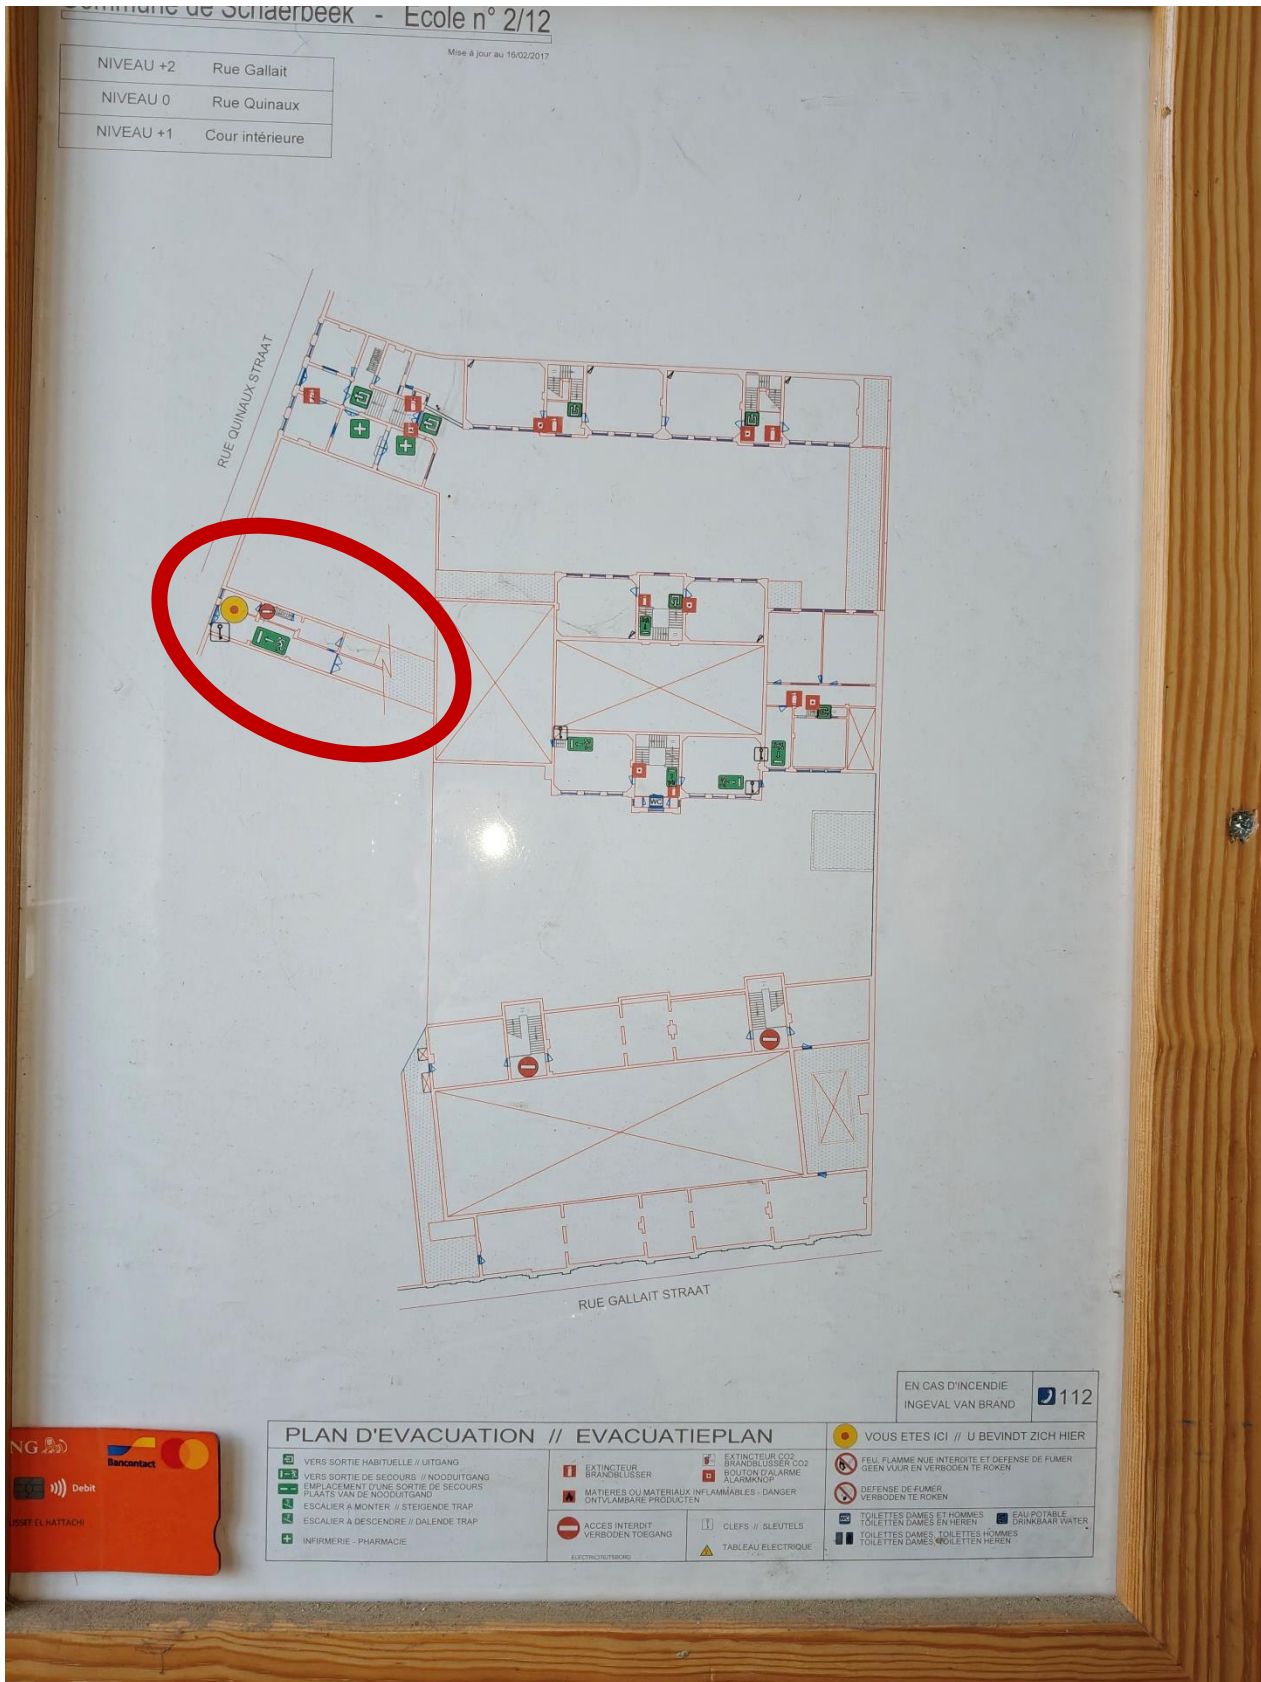 Commune de Schaerbeek - Ecole n° 2/12
Mise à jour au 16/02/2017
NIVEAU +2 Rue Gallait
NIVEAU 0 Rue Quinaux
NIVEAU +1 Cour intérieure
RUE QUINAUX STRAAT
WC
RUE GALLAIT STRAAT
EN CAS D'INCENDIE
INGEVAL VAN BRAND
112
PLAN D'EVACUATION // EVACUATIEPLAN
VOUS ETES ICI // U BEVINDT ZICH HIER
VERS SORTIE HABITUELLE // UITGANG
VERS SORTIE DE SECOURS // NOODUITGANG
EMPLACEMENT D'UNE SORTIE DE SECOURS
PLAATS VAN DE NOODUITGAND
ESCALIER A MONTER // STEIGENDE TRAP
ESCALIER A DESCENDRE // DALENDE TRAP
INFIRMERIE - PHARMACIE
EXTINCTEUR
BRANDBLUSSER
EXTINCTEUR CO2
BRANDBLUSSER CO2
BOUTON D'ALARME
ALARMKNOP
MATIERES OU MATERIAUX INFLAMMABLES - DANGER
ONTVLAMBARE PRODUCTEN
ACCES INTERDIT
VERBODEN TOEGANG
ELECTRICITEITSBORD
CLEFS // SLEUTELS
TABLEAU ELECTRIQUE
FEU, FLAMME NUE INTERDITE ET DEFENSE DE FUMER
GEEN VUUR EN VERBODEN TE ROKEN
DEFENSE DE FUMER
VERBODEN TE ROKEN
TOILETTES DAMES ET HOMMES
TOILETTEN DAMES EN HEREN
EAU POTABLE
DRINKBAAR WATER
TOILETTES DAMES, TOILETTES HOMMES
TOILETTEN DAMES, TOILETTEN HEREN
NG
Bancontact
Debit
USSEF EL HATTACHI